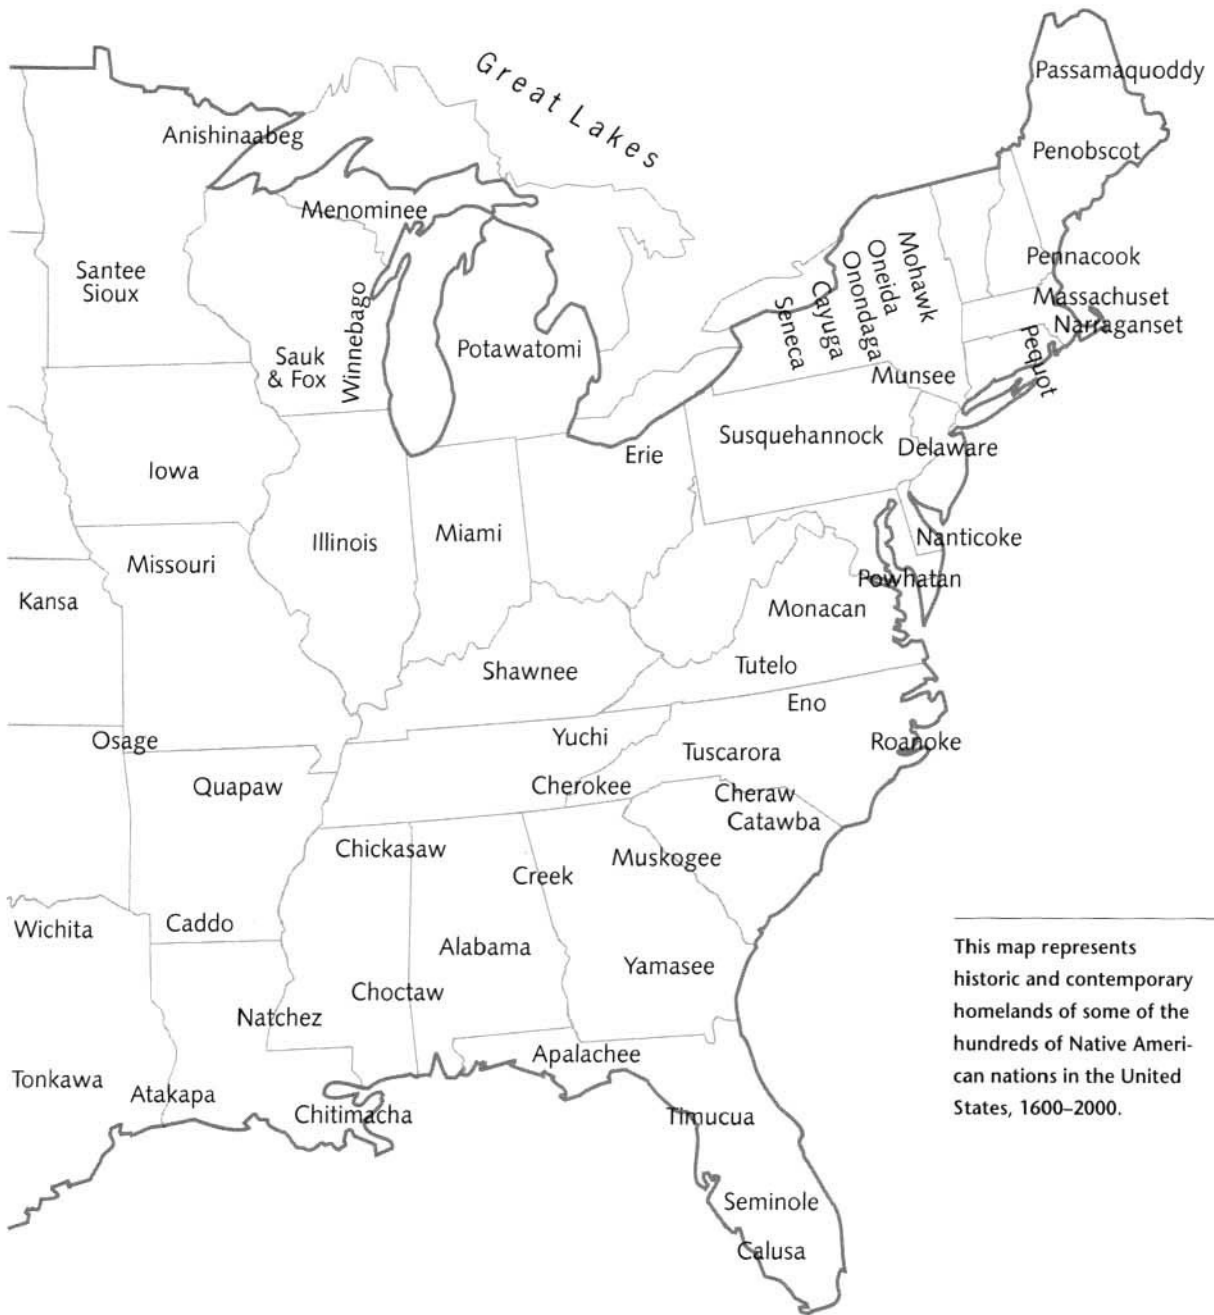 Great Lakes
Passamaquoddy
Anishinaabeg
Penobscot
Menominee
Mohawk
Oneida
Onondaga
Cayuga
Seneca
Pennacook
Santee
Sioux
Massachuset
Narraganset
Pequot
Winnebago
Sauk
& Fox
Potawatomi
Munsee
Susquehannock
Delaware
Erie
Iowa
Illinois
Miami
Nanticoke
Missouri
Powhatan
Kansa
Monacan
Shawnee
Tutelo
Eno
Osage
Yuchi
Tuscarora
Roanoke
Quapaw
Cherokee
Cheraw
Catawba
Chickasaw
Creek
Muskogee
Wichita
Caddo
Alabama
Yamasee
Choctaw
Natchez
Apalachee
Tonkawa
Atakapa
Chitimacha
Timucua
Seminole
Calusa
This map represents
historic and contemporary
homelands of some of the
hundreds of Native Ameri-
can nations in the United
States, 1600–2000.